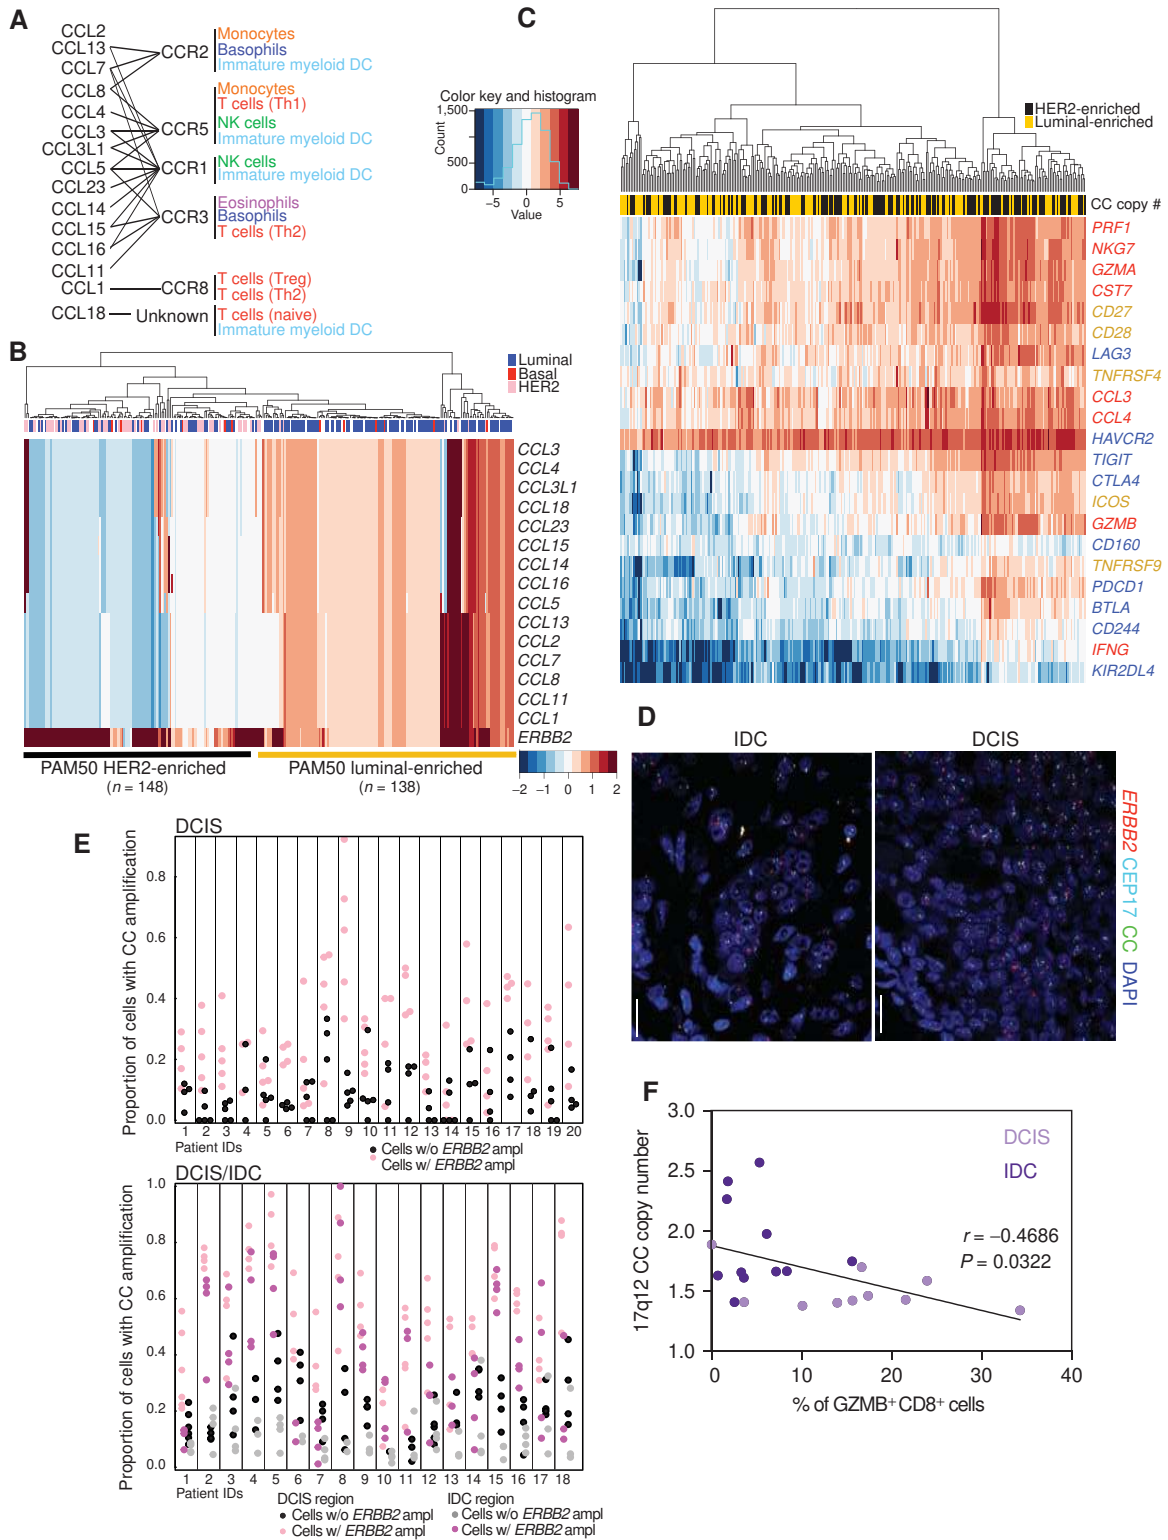 A
CCL2
CCL13
CCL7
CCL8
CCL4
CCL3
CCL3L1
CCL5
CCL23
CCL14
CCL15
CCL16
CCL11
CCL1
CCL18
CCR2
CCR5
CCR1
CCR3
CCR8
Unknown
Monocytes
Basophils
Immature myeloid DC
Monocytes
T cells (Th1)
NK cells
Immature myeloid DC
NK cells
Immature myeloid DC
Eosinophils
Basophils
T cells (Th2)
T cells (Treg)
T cells (Th2)
T cells (naive)
Immature myeloid DC
B
Luminal
Basal
HER2
CCL3
CCL4
CCL3L1
CCL18
CCL23
CCL15
CCL14
CCL16
CCL5
CCL13
CCL2
CCL7
CCL8
CCL11
CCL1
ERBB2
PAM50 HER2-enriched
(n = 148)
PAM50 luminal-enriched
(n = 138)
−2 −1 0 1 2
C
Color key and histogram
1,500
500
0
Count
−5 0 5
Value
HER2-enriched
Luminal-enriched
CC copy #
PRF1
NKG7
GZMA
CST7
CD27
CD28
LAG3
TNFRSF4
CCL3
CCL4
HAVCR2
TIGIT
CTLA4
ICOS
GZMB
CD160
TNFRSF9
PDCD1
BTLA
CD244
IFNG
KIR2DL4
D
IDC
DCIS
ERBB2 CEP17 CC DAPI
E
DCIS
Proportion of cells with CC amplification
0.8
0.6
0.4
0.2
0.0
1 2 3 4 5 6 7 8 9 10 11 12 13 14 15 16 17 18 19 20
Patient IDs
Cells w/o ERBB2 ampl
Cells w/ ERBB2 ampl
DCIS/IDC
Proportion of cells with CC amplification
1.0
0.8
0.6
0.4
0.2
0.0
1 2 3 4 5 6 7 8 9 10 11 12 13 14 15 16 17 18
Patient IDs
DCIS region
Cells w/o ERBB2 ampl
Cells w/ ERBB2 ampl
IDC region
Cells w/o ERBB2 ampl
Cells w/ ERBB2 ampl
F
17q12 CC copy number
3.0
2.5
2.0
1.5
1.0
DCIS
IDC
r = −0.4686
P = 0.0322
0 10 20 30 40
% of GZMB+CD8+ cells